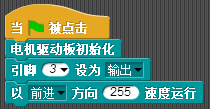 当 被点击
电机驱动板初始化
引脚 3 设为 输出
以 前进 方向 255 速度运行